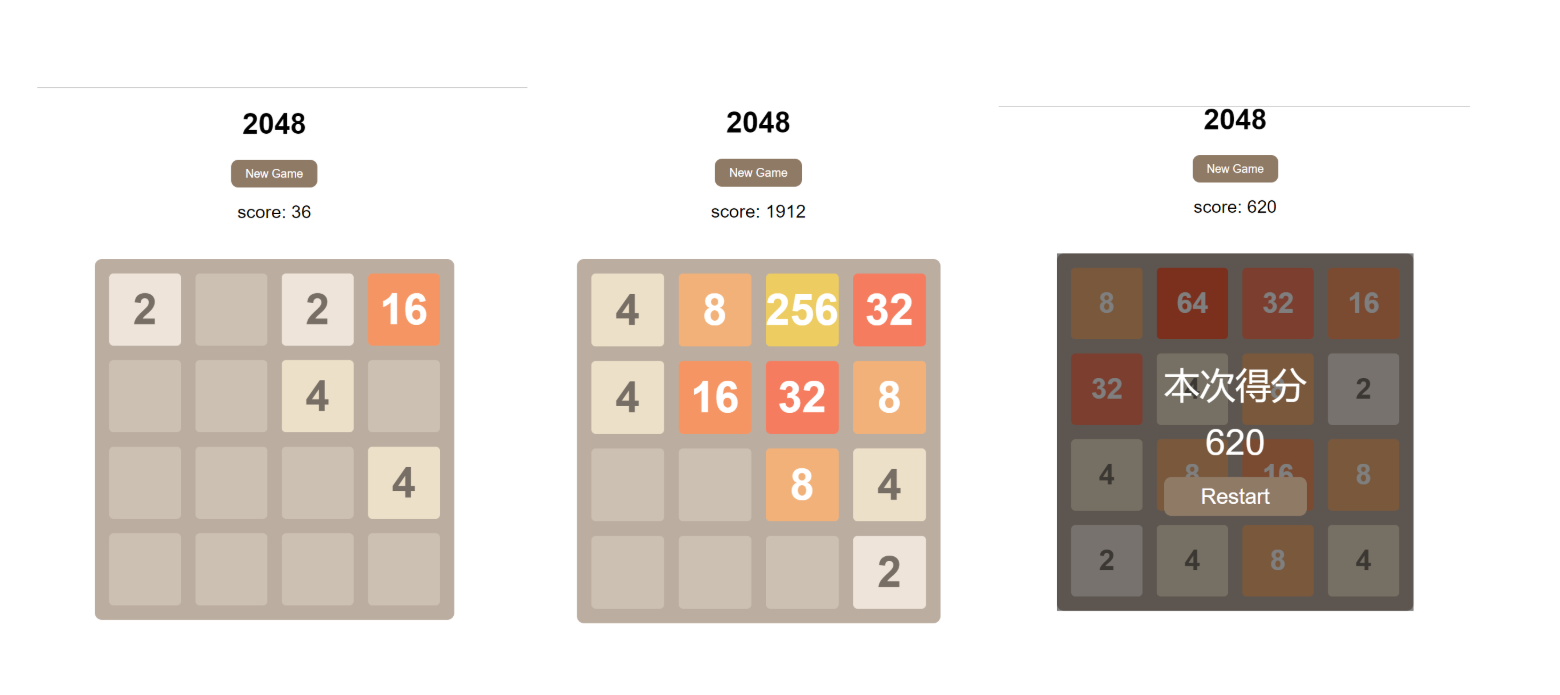 2048
New Game
score: 36
2 2 16
4
4
2048
New Game
score: 1912
4 8 256 32
4 16 32 8
8 4
2
2048
New Game
score: 620
8 64 32 16
32 4 8 2
本次得分
620
4 8 16 8
Restart
2 4 8 4